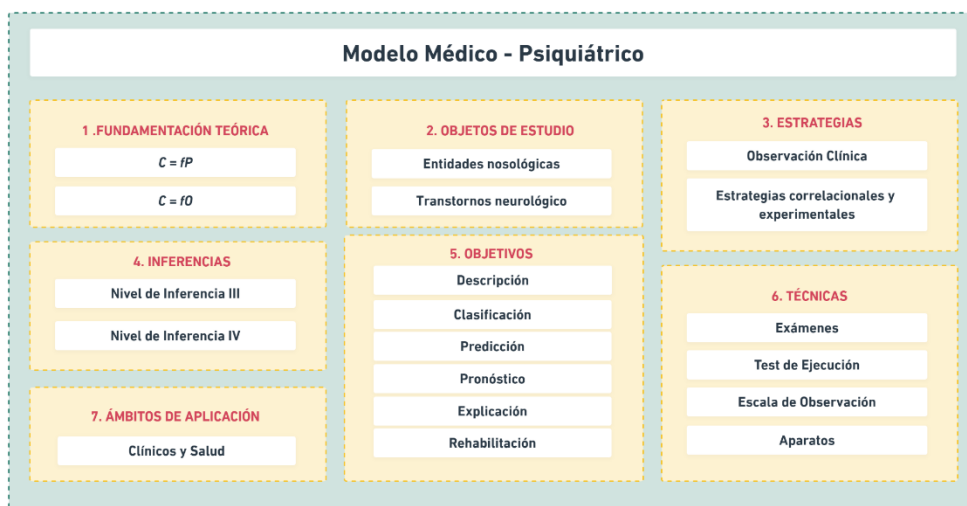 Modelo Médico - Psiquiátrico
1 .FUNDAMENTACIÓN TEÓRICA
C = fP
C = fO
2. OBJETOS DE ESTUDIO
Entidades nosológicas
Transtornos neurológico
3. ESTRATEGIAS
Observación Clínica
Estrategias correlacionales y
experimentales
4. INFERENCIAS
Nivel de Inferencia III
Nivel de Inferencia IV
5. OBJETIVOS
Descripción
Clasificación
Predicción
Pronóstico
Explicación
Rehabilitación
6. TÉCNICAS
Exámenes
Test de Ejecución
Escala de Observación
Aparatos
7. ÁMBITOS DE APLICACIÓN
Clínicos y Salud